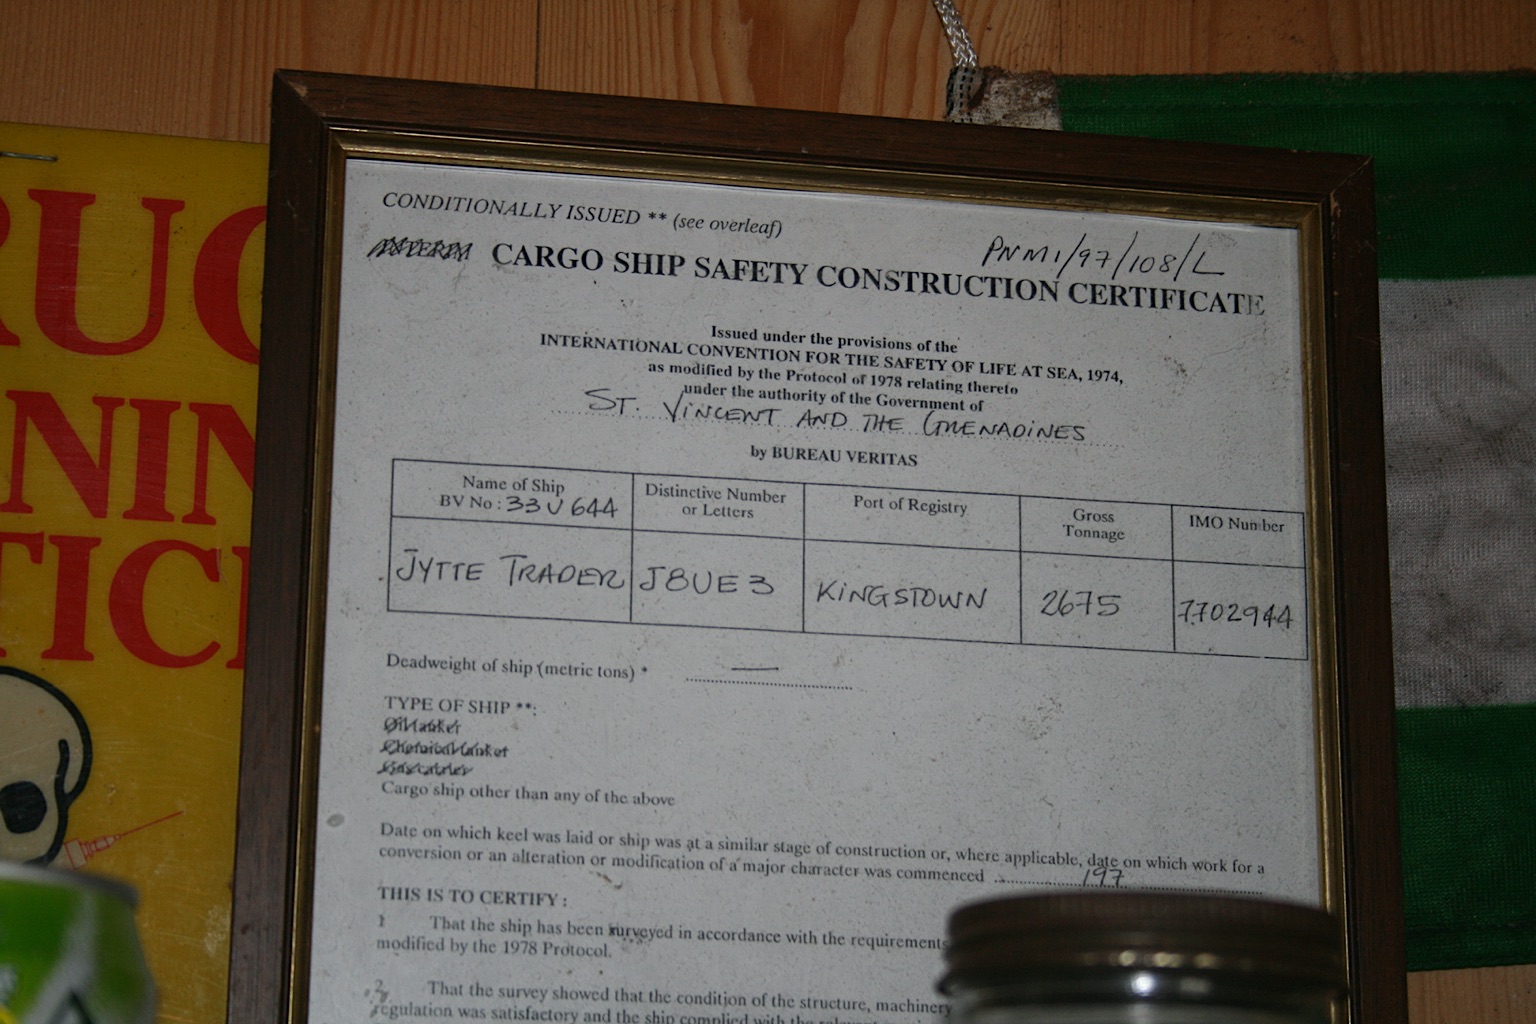 CONDITIONALLY ISSUED ** (see overleaf)
PNM1/97/108/L
CARGO SHIP SAFETY CONSTRUCTION CERTIFICATE
Issued under the provisions of the
INTERNATIONAL CONVENTION FOR THE SAFETY OF LIFE AT SEA, 1974,
as modified by the Protocol of 1978 relating thereto
under the authority of the Government of
ST. VINCENT AND THE GRENADINES
by BUREAU VERITAS
Name of Ship
BV No : 33U644
Distinctive Number
or Letters
Port of Registry
Gross
Tonnage
IMO Number
JYTTE TRADER
J8UE3
KINGSTOWN
2675
7702944
Deadweight of ship (metric tons) *
TYPE OF SHIP **:
Cargo ship other than any of the above
Date on which keel was laid or ship was at a similar stage of construction or, where applicable, date on which work for a
conversion or an alteration or modification of a major character was commenced 197
THIS IS TO CERTIFY :
1 That the ship has been surveyed in accordance with the requirements
modified by the 1978 Protocol.
2 That the survey showed that the condition of the structure, machinery
regulation was satisfactory and the ship complied with the
RUG
NIN
TICE